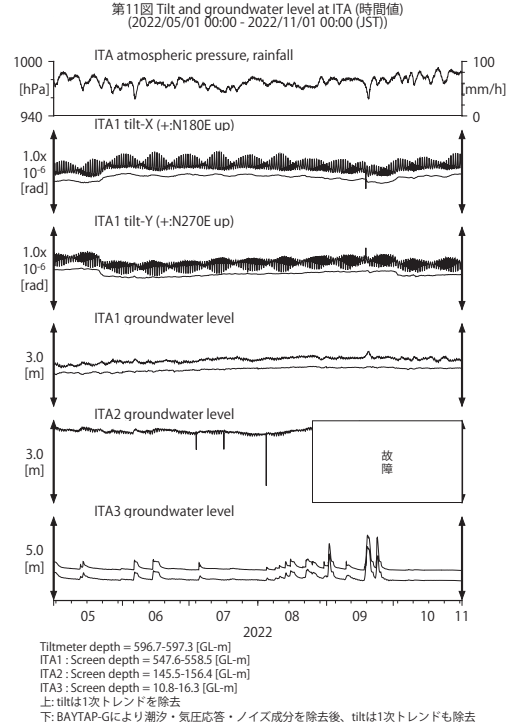 第11図 Tilt and groundwater level at ITA (時間値)
(2022/05/01 00:00 - 2022/11/01 00:00 (JST))
ITA atmospheric pressure, rainfall
1000
[hPa]
940
100
[mm/h]
0
ITA1 tilt-X (+:N180E up)
1.0x
10-6
[rad]
ITA1 tilt-Y (+:N270E up)
1.0x
10-6
[rad]
ITA1 groundwater level
3.0
[m]
ITA2 groundwater level
3.0
[m]
故
障
ITA3 groundwater level
5.0
[m]
05 06 07 08 09 10 11
2022
Tiltmeter depth = 596.7-597.3 [GL-m]
ITA1 : Screen depth = 547.6-558.5 [GL-m]
ITA2 : Screen depth = 145.5-156.4 [GL-m]
ITA3 : Screen depth = 10.8-16.3 [GL-m]
上: tiltは1次トレンドを除去
下: BAYTAP-Gにより潮汐・気圧応答・ノイズ成分を除去後、tiltは1次トレンドも除去